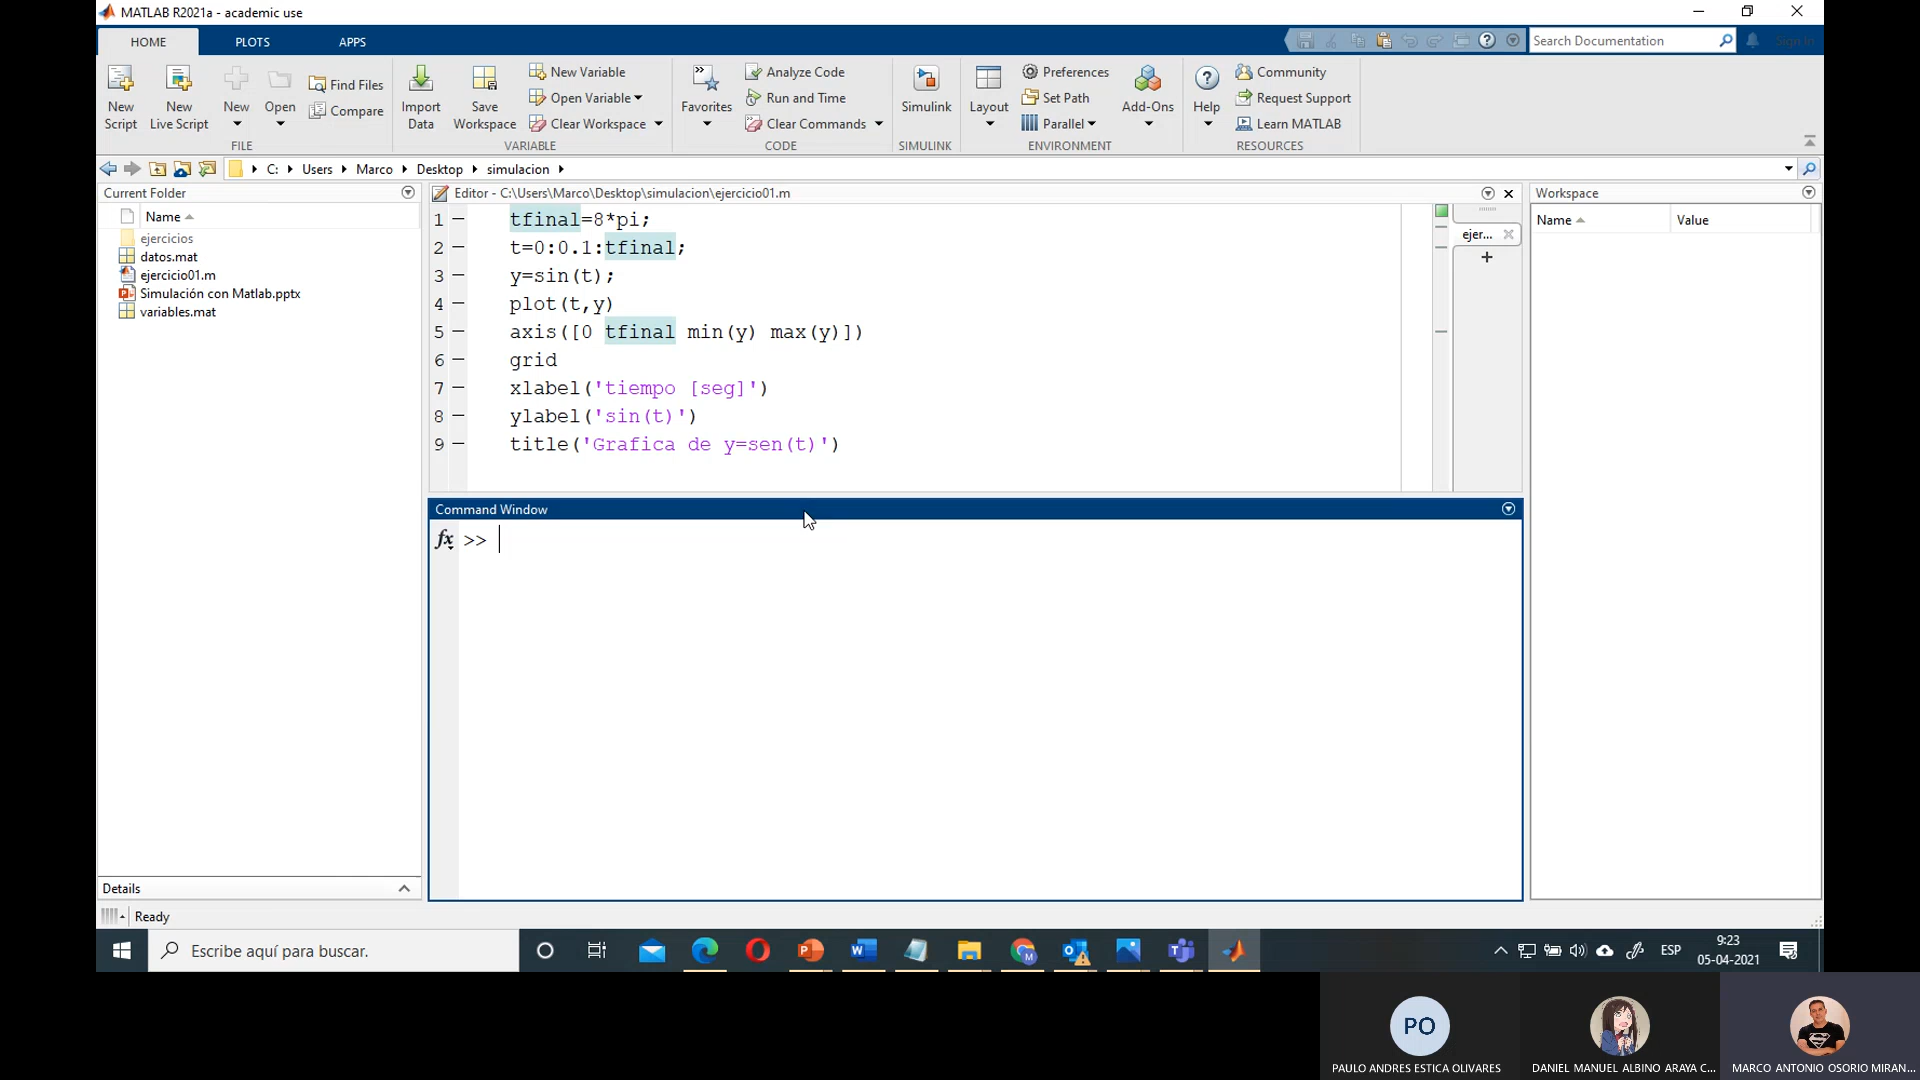 MATLAB R2021a - academic use
HOME
PLOTS
APPS
Search Documentation
Sign In
New Script
New Live Script
New
Open
Find Files
Compare
FILE
Import Data
Save Workspace
New Variable
Open Variable
Clear Workspace
VARIABLE
Favorites
Analyze Code
Run and Time
Clear Commands
CODE
Simulink
SIMULINK
Layout
Preferences
Set Path
Parallel
Add-Ons
ENVIRONMENT
Help
Community
Request Support
Learn MATLAB
RESOURCES
C: Users Marco Desktop simulacion
Current Folder
Name
ejercicios
datos.mat
ejercicio01.m
Simulación con Matlab.pptx
variables.mat
Details
Ready
Editor - C:\Users\Marco\Desktop\simulacion\ejercicio01.m
ejer...
1 – tfinal=8*pi;
2 – t=0:0.1:tfinal;
3 – y=sin(t);
4 – plot(t,y)
5 – axis([0 tfinal min(y) max(y)])
6 – grid
7 – xlabel('tiempo [seg]')
8 – ylabel('sin(t)')
9 – title('Grafica de y=sen(t)')
Command Window
fx >>
Workspace
Name Value
Escribe aquí para buscar.
ESP
9:23
05-04-2021
PO
PAULO ANDRES ESTICA OLIVARES
DANIEL MANUEL ALBINO ARAYA C...
MARCO ANTONIO OSORIO MIRAN...